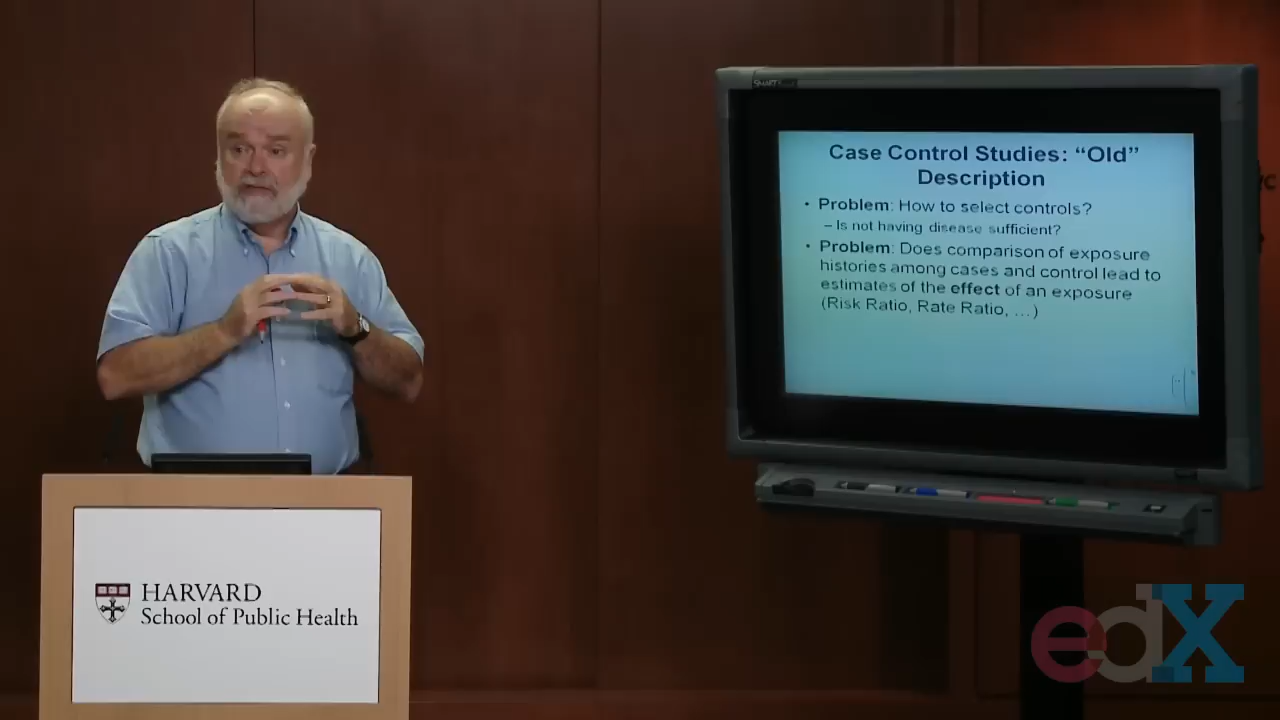 SMART
Case Control Studies: “Old”
Description
• Problem: How to select controls?
– Is not having disease sufficient?
• Problem: Does comparison of exposure
histories among cases and control lead to
estimates of the effect of an exposure
(Risk Ratio, Rate Ratio, …)
HARVARD
School of Public Health
edX